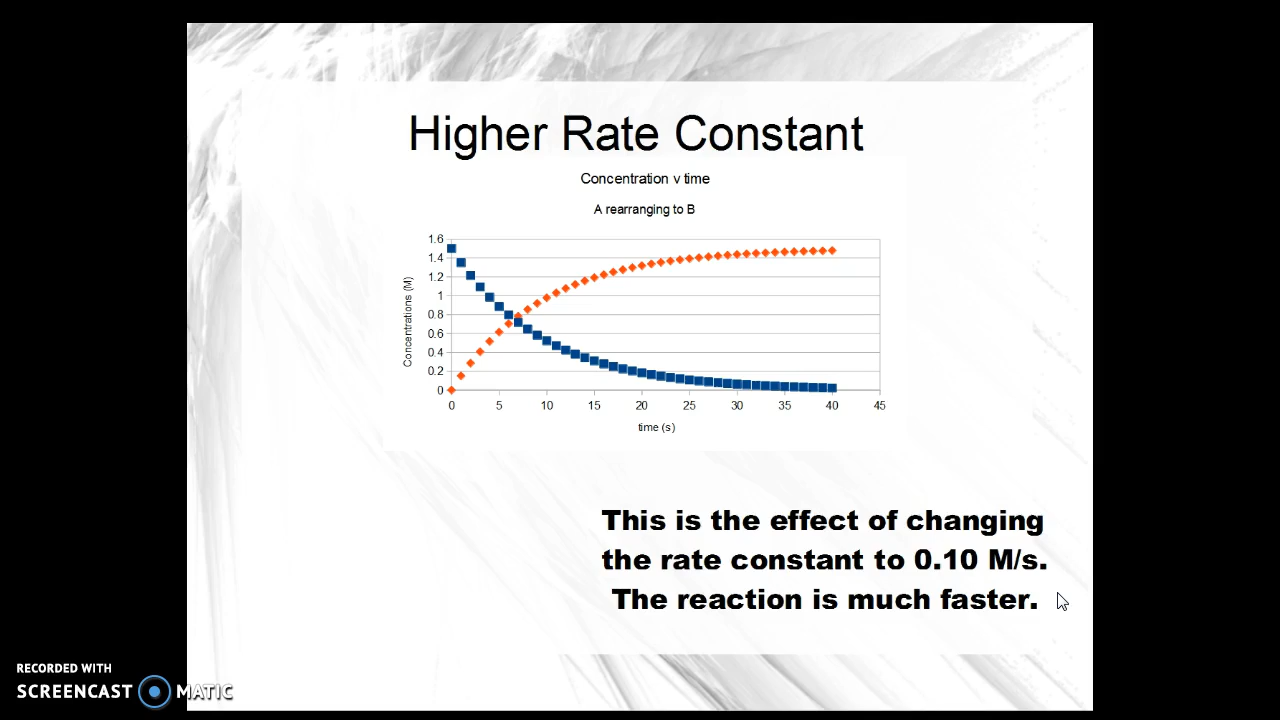 Higher Rate Constant
Concentration v time
A rearranging to B
1.6
1.4
1.2
1
0.8
0.6
0.4
0.2
0
Concentrations (M)
0 5 10 15 20 25 30 35 40 45
time (s)
This is the effect of changing
the rate constant to 0.10 M/s.
The reaction is much faster.
RECORDED WITH
SCREENCAST MATIC